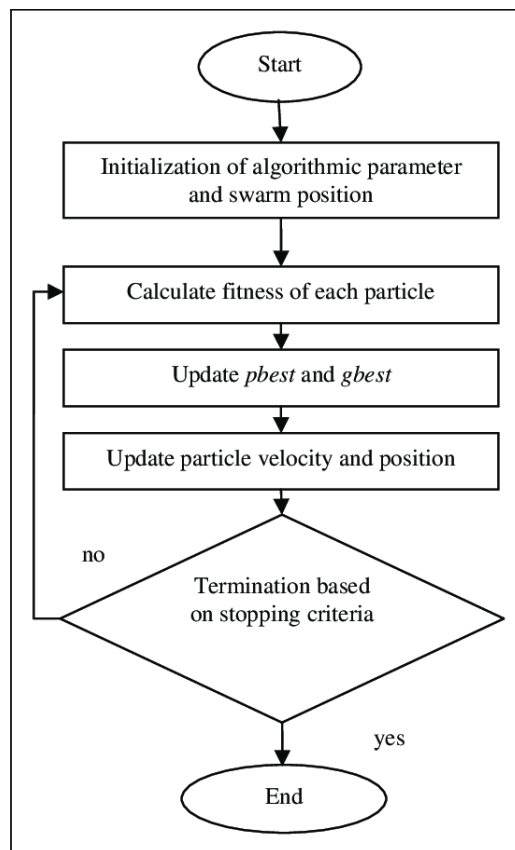 Start
Initialization of algorithmic parameter
and swarm position
Calculate fitness of each particle
Update pbest and gbest
Update particle velocity and position
no
Termination based
on stopping criteria
yes
End